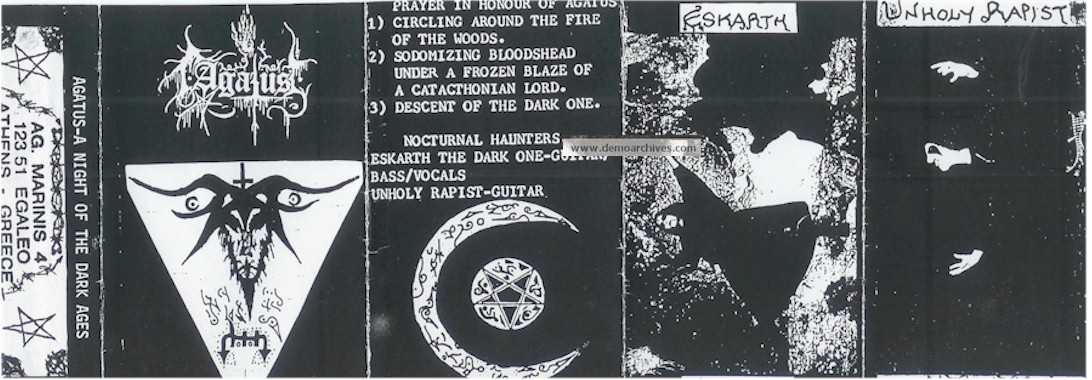 AG. MARINIS 4
123 51 EGALEO
ATHENS - GREECE
AGATUS-A NIGHT OF THE DARK AGES
Agatus
PRAYER IN HONOUR OF AGATUS
1) CIRCLING AROUND THE FIRE
OF THE WOODS.
2) SODOMIZING BLOODSHEAD
UNDER A FROZEN BLAZE OF
A CATACTHONIAN LORD.
3) DESCENT OF THE DARK ONE.
NOCTURNAL HAUNTERS
ESKARTH THE DARK ONE-GUITAR/
BASS/VOCALS
UNHOLY RAPIST-GUITAR
www.demoarchives.com
ESKARTH
UNHOLY RAPIST